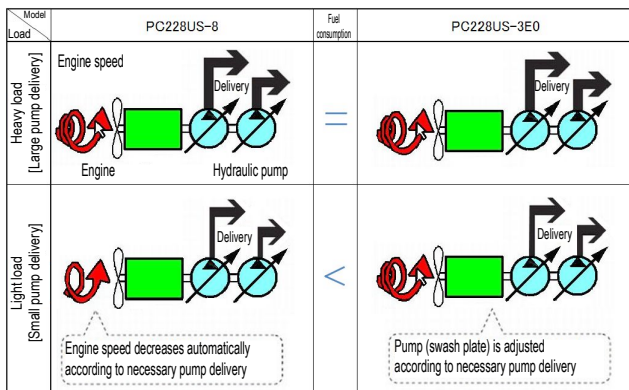 Model
Load
PC228US-8
Fuel
consumption
PC228US-3E0
Heavy load
[Large pump delivery]
Engine speed
Delivery
Engine
Hydraulic pump
=
Delivery
Light load
[Small pump delivery]
Delivery
<
Delivery
Engine speed decreases automatically
according to necessary pump delivery
Pump (swash plate) is adjusted
according to necessary pump delivery